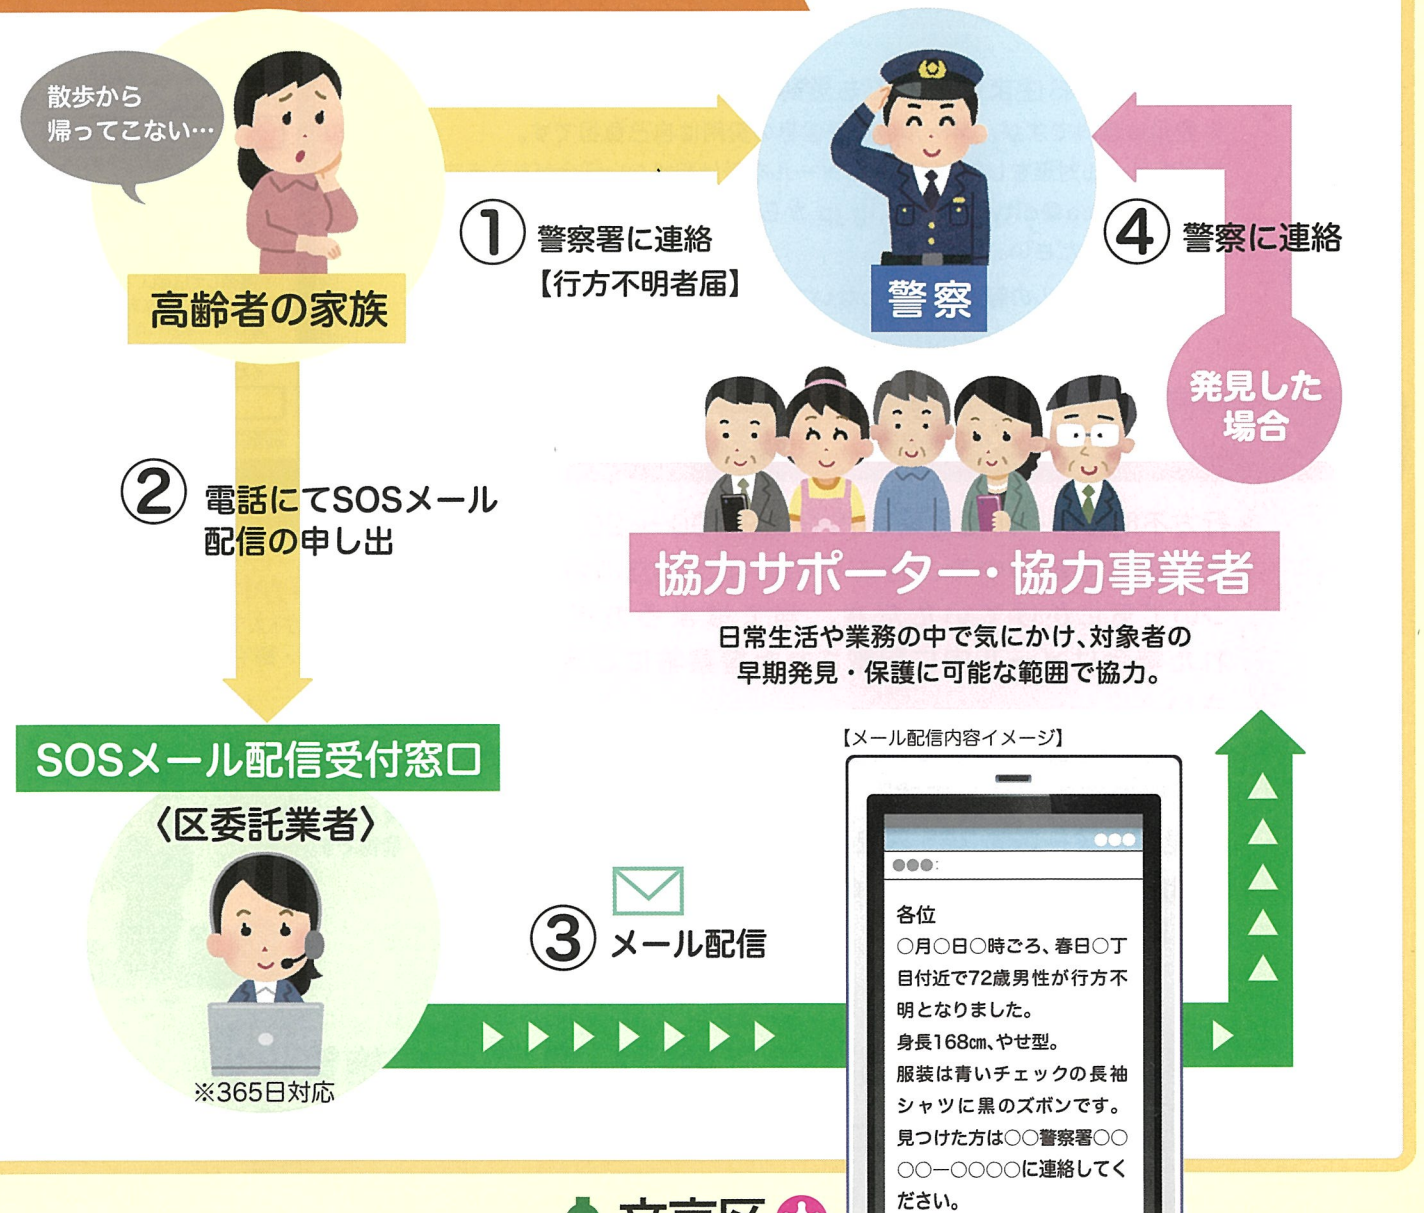 散歩から
帰ってこない…
高齢者の家族
① 警察署に連絡
【行方不明者届】
警察
④ 警察に連絡
発見した
場合
② 電話にてSOSメール
配信の申し出
協力サポーター・協力事業者
日常生活や業務の中で気にかけ、対象者の
早期発見・保護に可能な範囲で協力。
SOSメール配信受付窓口
〈区委託業者〉
※365日対応
③ メール配信
【メール配信内容イメージ】
●●●
●●●:
各位
○月○日○時ごろ、春日○丁
目付近で72歳男性が行方不
明となりました。
身長168㎝、やせ型。
服装は青いチェックの長袖
シャツに黒のズボンです。
見つけた方は○○警察署○○
○○ー○○○○に連絡してく
ださい。
文京区